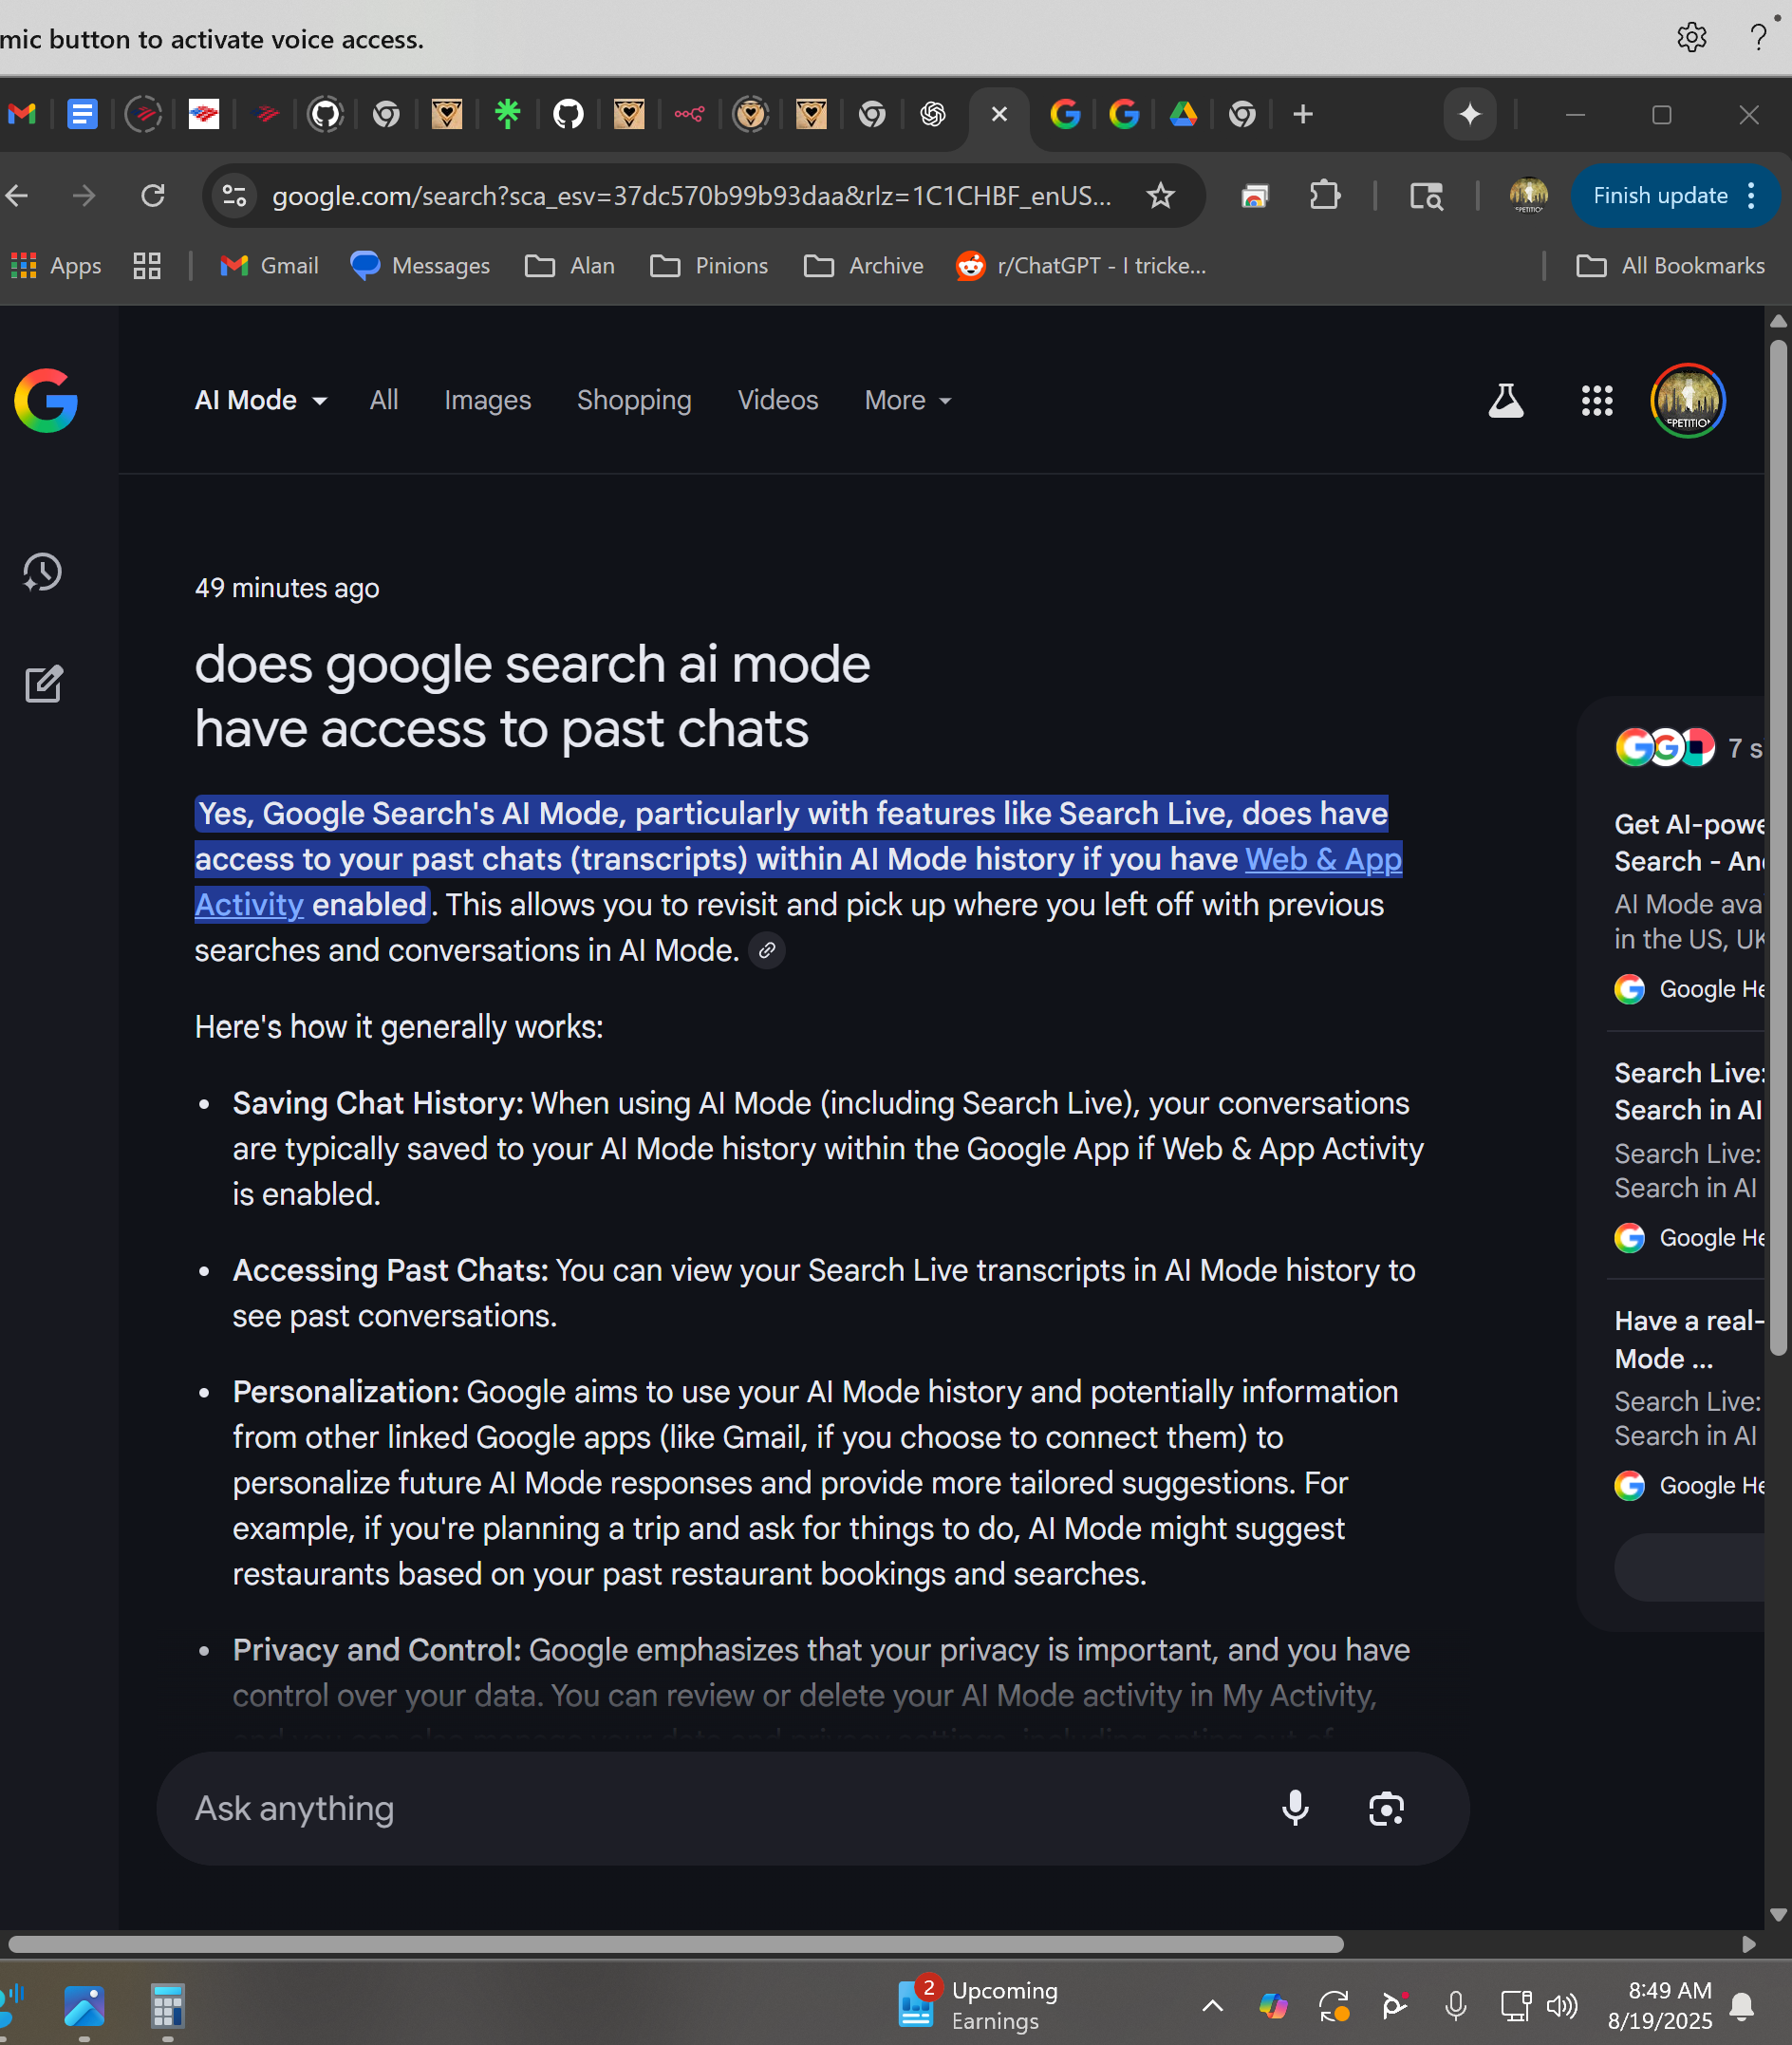 mic button to activate voice access.
google.com/search?sca_esv=37dc570b99b93daa&rlz=1C1CHBF_enUS...
Finish update
Apps
Gmail
Messages
Alan
Pinions
Archive
r/ChatGPT - I tricke...
All Bookmarks
AI Mode
All
Images
Shopping
Videos
More
49 minutes ago
does google search ai mode
have access to past chats
Yes, Google Search's AI Mode, particularly with features like Search Live, does have
access to your past chats (transcripts) within AI Mode history if you have Web & App
Activity enabled. This allows you to revisit and pick up where you left off with previous
searches and conversations in AI Mode.
Here's how it generally works:
• Saving Chat History: When using AI Mode (including Search Live), your conversations
are typically saved to your AI Mode history within the Google App if Web & App Activity
is enabled.
• Accessing Past Chats: You can view your Search Live transcripts in AI Mode history to
see past conversations.
• Personalization: Google aims to use your AI Mode history and potentially information
from other linked Google apps (like Gmail, if you choose to connect them) to
personalize future AI Mode responses and provide more tailored suggestions. For
example, if you're planning a trip and ask for things to do, AI Mode might suggest
restaurants based on your past restaurant bookings and searches.
• Privacy and Control: Google emphasizes that your privacy is important, and you have
control over your data. You can review or delete your AI Mode activity in My Activity,
7 s
Get AI-powe
Search - An
AI Mode ava
in the US, UK
Google He
Search Live:
Search in AI
Search Live:
Search in AI
Google He
Have a real-
Mode ...
Search Live:
Search in AI
Google He
Ask anything
2
Upcoming
Earnings
8:49 AM
8/19/2025